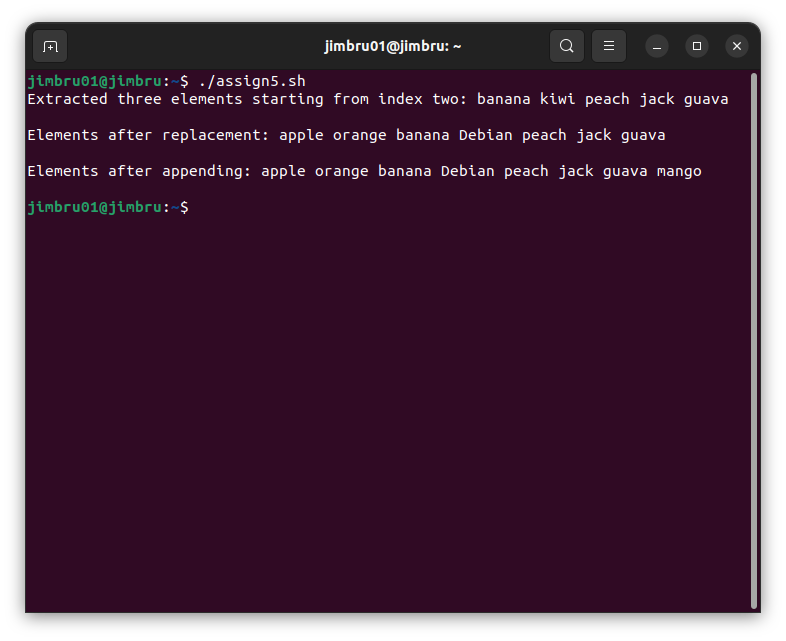 jimbru01@jimbru: ~
jimbru01@jimbru:~$ ./assign5.sh
Extracted three elements starting from index two: banana kiwi peach jack guava
Elements after replacement: apple orange banana Debian peach jack guava
Elements after appending: apple orange banana Debian peach jack guava mango
jimbru01@jimbru:~$